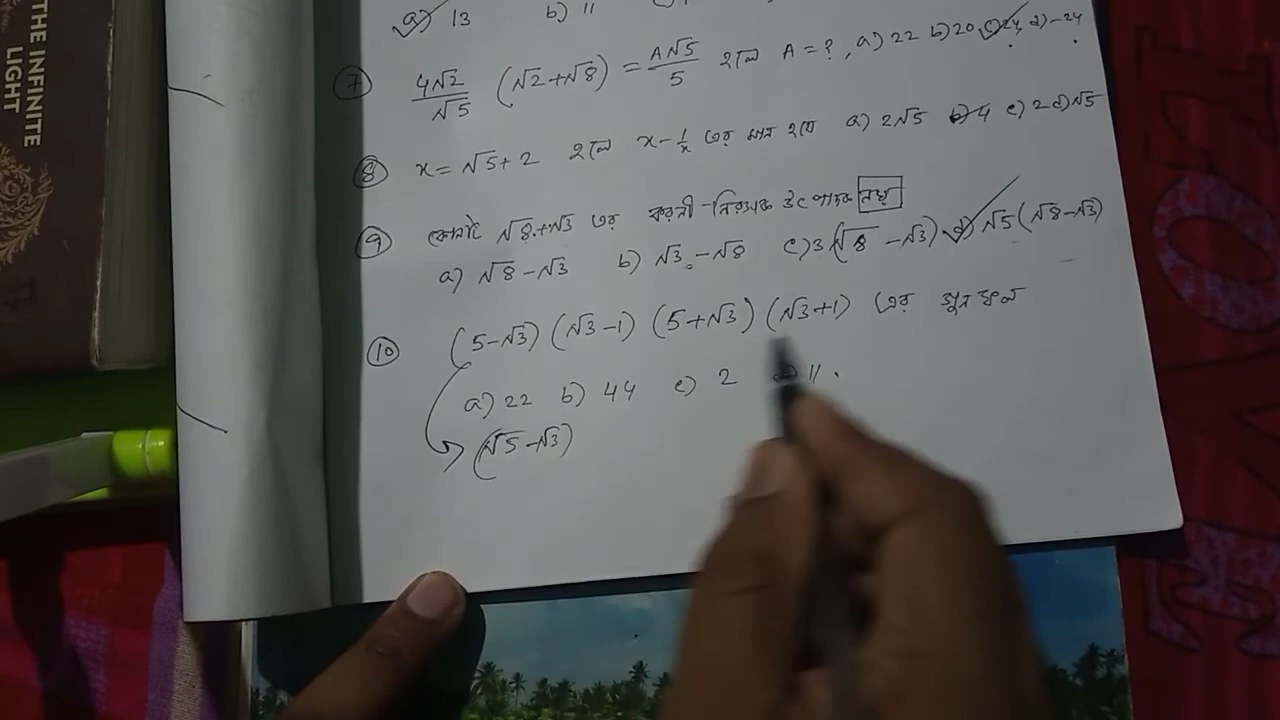 THE INFINITE
LIGHT
a) 13 b) 11
⑦ 4√2/√5 (√2+√8) = A√5/5 হলে A = ?, a) 22 b) 20 c) 24 d) -24
⑧ x = √5+2 হলে x - 1/x এর মান হবে a) 2√5 b) 4 c) 2 d) √5
⑨ কোনটি √8+√3 এর করনী-নিরসক উৎপাদক নয়
a) √8-√3 b) √3-√8 c) 3(√8-√3) d) √5(√8-√3)
⑩ (5-√3) (√3-1) (5+√3) (√3+1) এর গুনফল
a) 22 b) 44 c) 2 11.
(√5-√3)